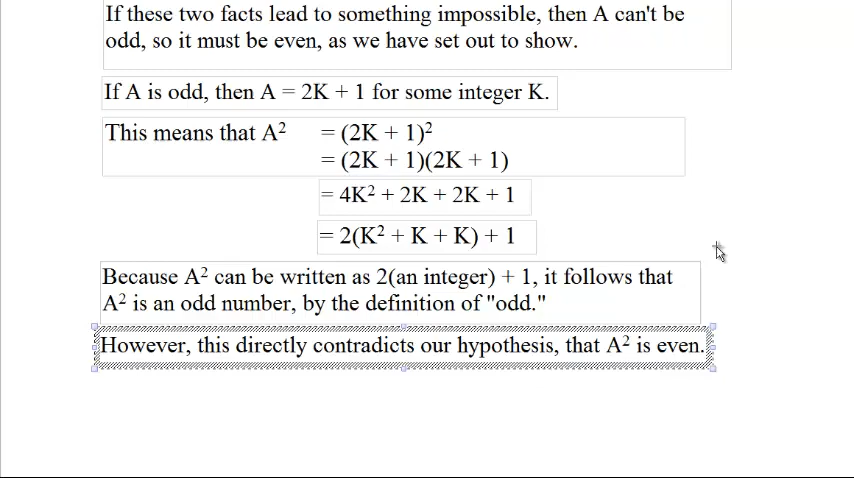 If these two facts lead to something impossible, then A can't be
odd, so it must be even, as we have set out to show.
If A is odd, then A = 2K + 1 for some integer K.
This means that A² = (2K + 1)²
= (2K + 1)(2K + 1)
= 4K² + 2K + 2K + 1
= 2(K² + K + K) + 1
Because A² can be written as 2(an integer) + 1, it follows that
A² is an odd number, by the definition of "odd."
However, this directly contradicts our hypothesis, that A² is even.